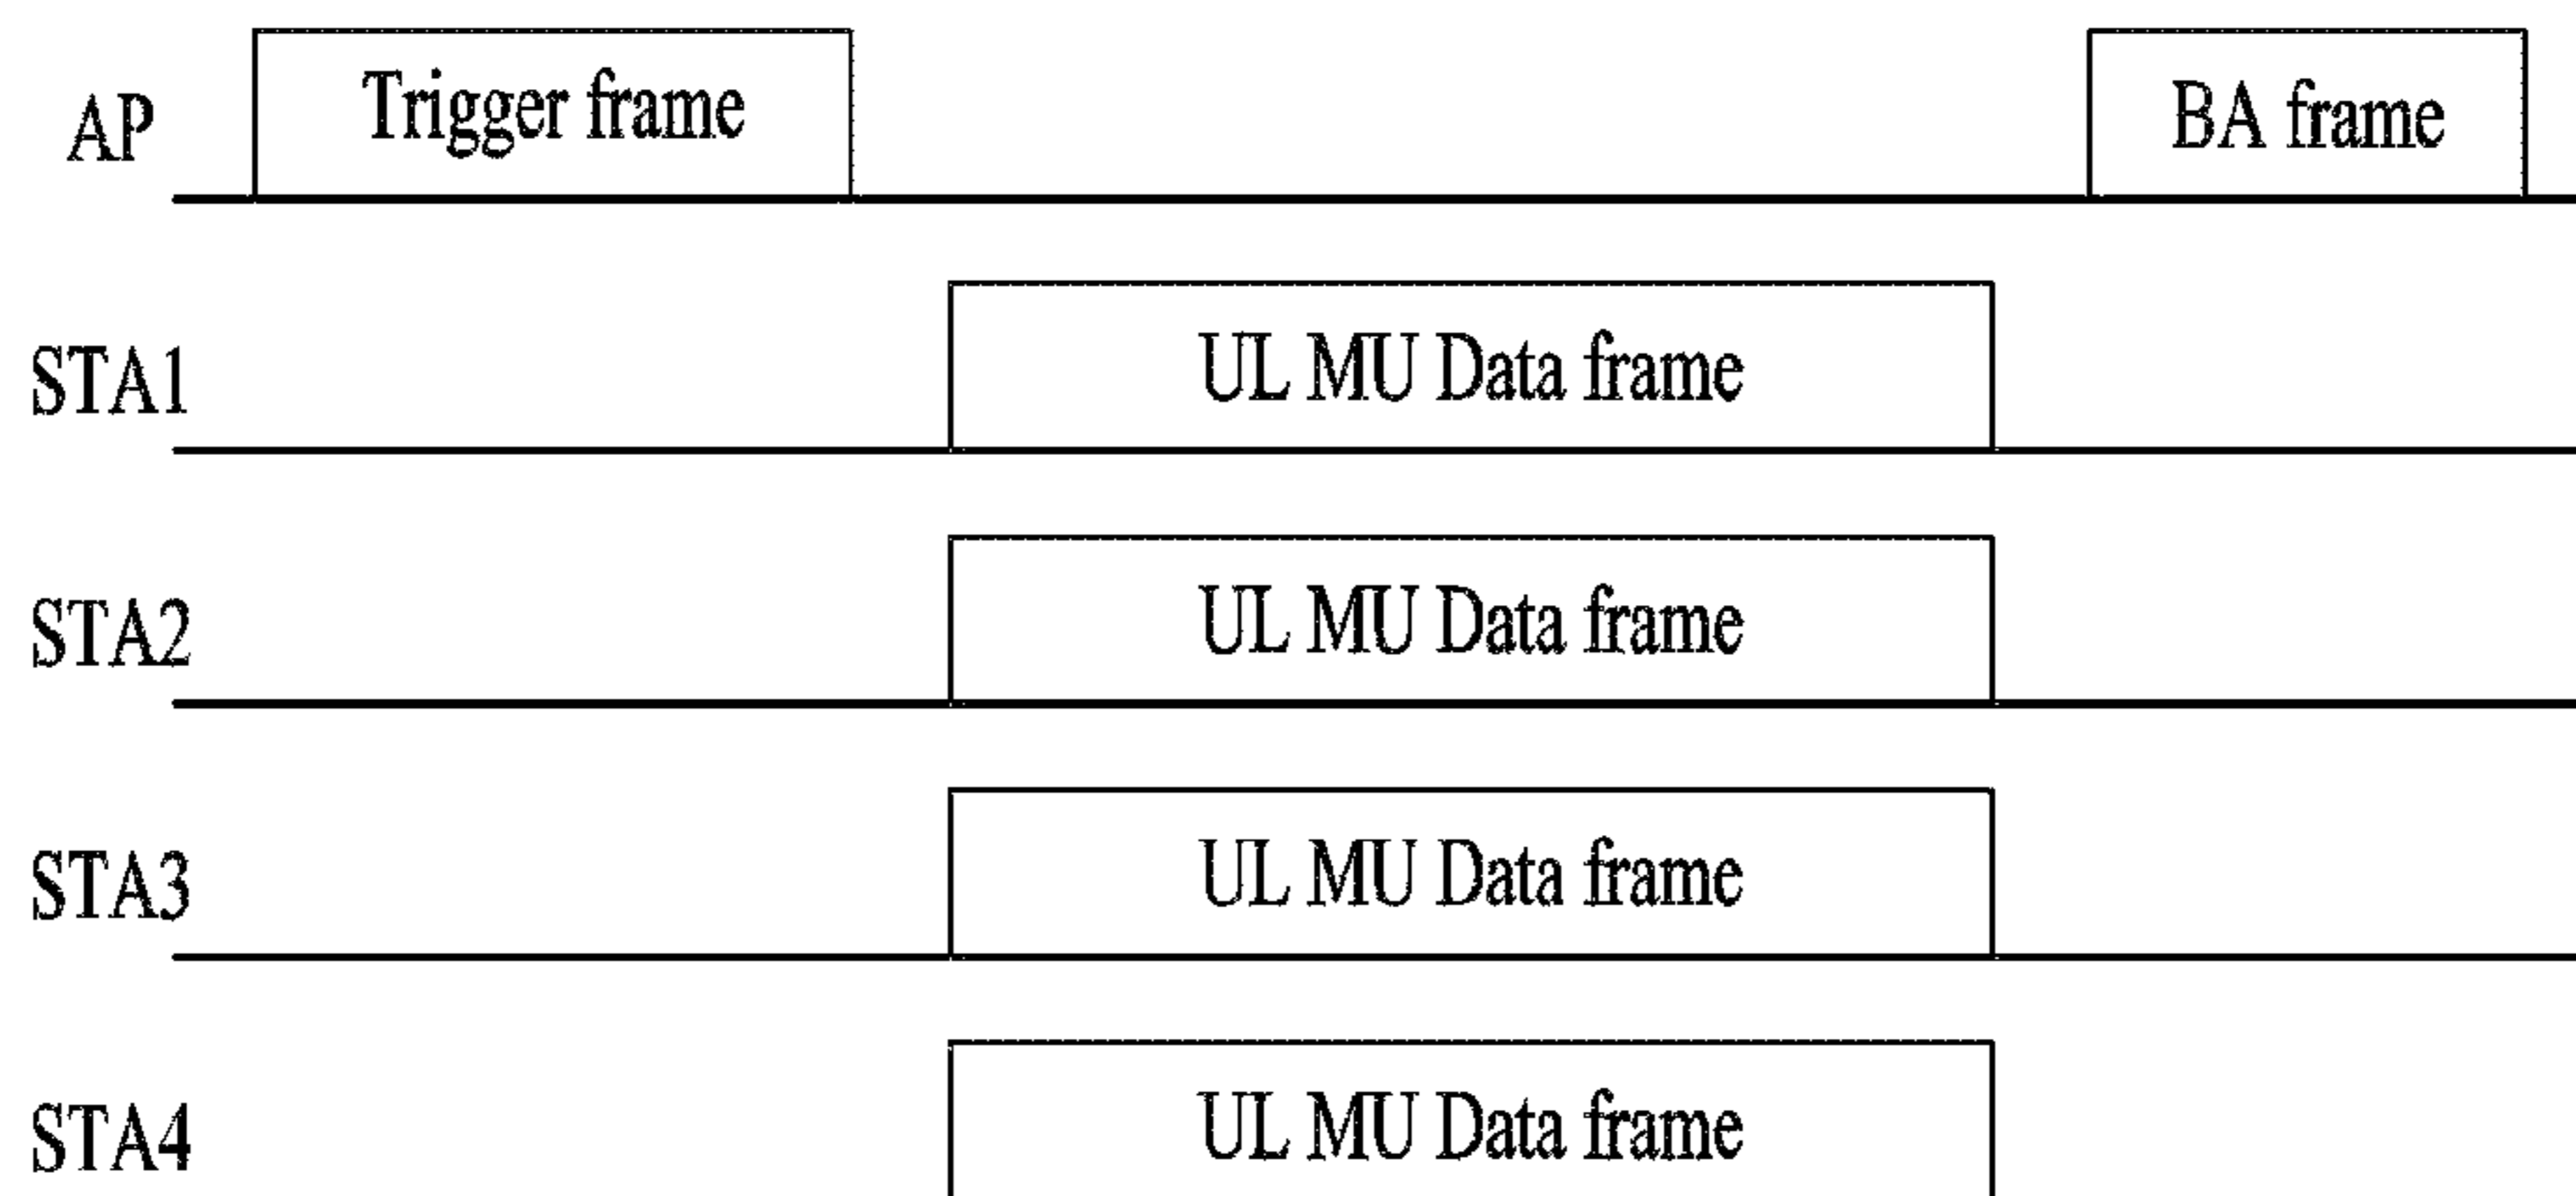 AP Trigger frame BA frame
STA1 UL MU Data frame
STA2 UL MU Data frame
STA3 UL MU Data frame
STA4 UL MU Data frame